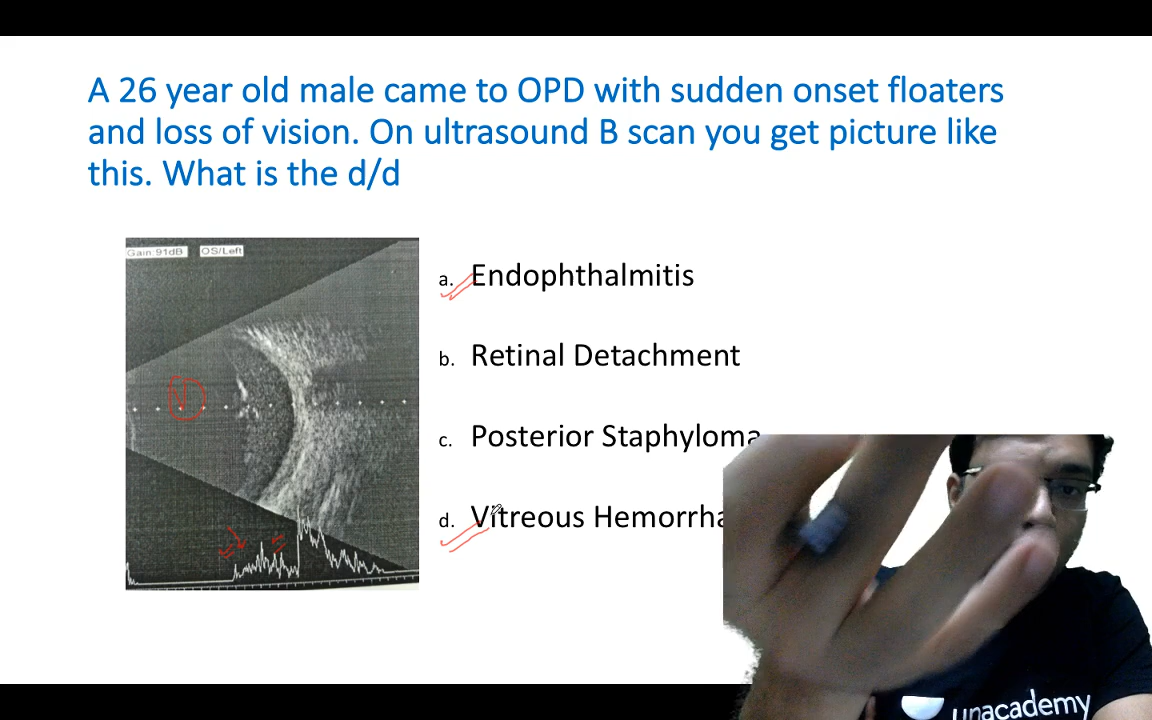 A 26 year old male came to OPD with sudden onset floaters
and loss of vision. On ultrasound B scan you get picture like
this. What is the d/d
Gain:91dB OS/Left
a. Endophthalmitis
b. Retinal Detachment
c. Posterior Staphyloma
d. Vitreous Hemorrha
V
unacademy